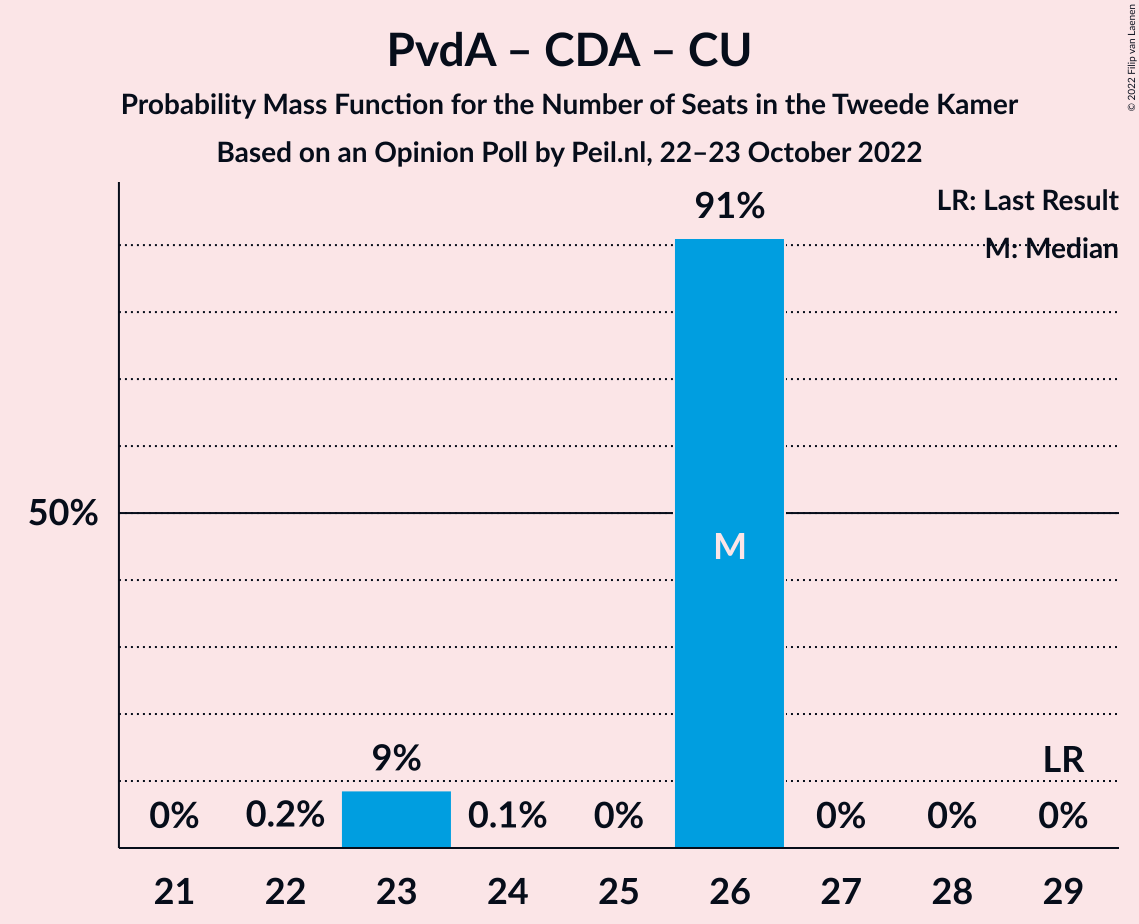 PvdA – CDA – CU
Probability Mass Function for the Number of Seats in the Tweede Kamer
Based on an Opinion Poll by Peil.nl, 22–23 October 2022
© 2022 Filip van Laenen
LR: Last Result
M: Median
91%
50%
M
9%
LR
0%
0.2%
0.1%
0%
0%
0%
0%
21
22
23
24
25
26
27
28
29